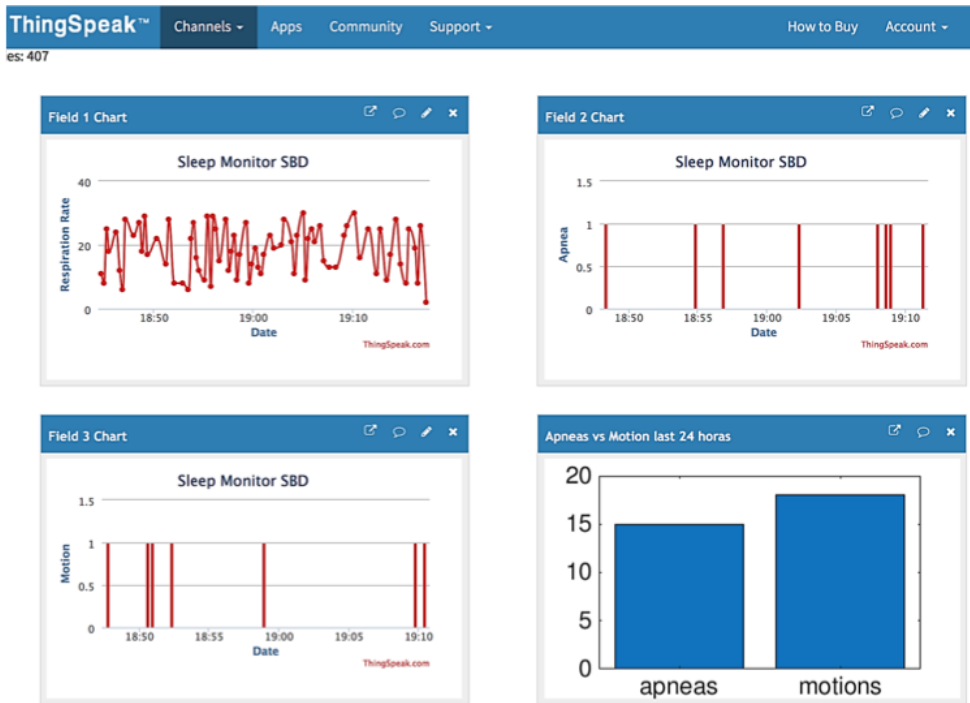 ThingSpeak™ Channels Apps Community Support How to Buy Account
es: 407
Field 1 Chart
Sleep Monitor SBD
40
20
0
Respiration Rate
18:50 19:00 19:10
Date
ThingSpeak.com
Field 2 Chart
Sleep Monitor SBD
1.5
1
0.5
0
Apnea
18:50 18:55 19:00 19:05 19:10
Date
ThingSpeak.com
Field 3 Chart
Sleep Monitor SBD
1.5
1
0.5
0
Motion
18:50 18:55 19:00 19:05 19:10
Date
ThingSpeak.com
Apneas vs Motion last 24 horas
20
15
10
5
0
apneas motions